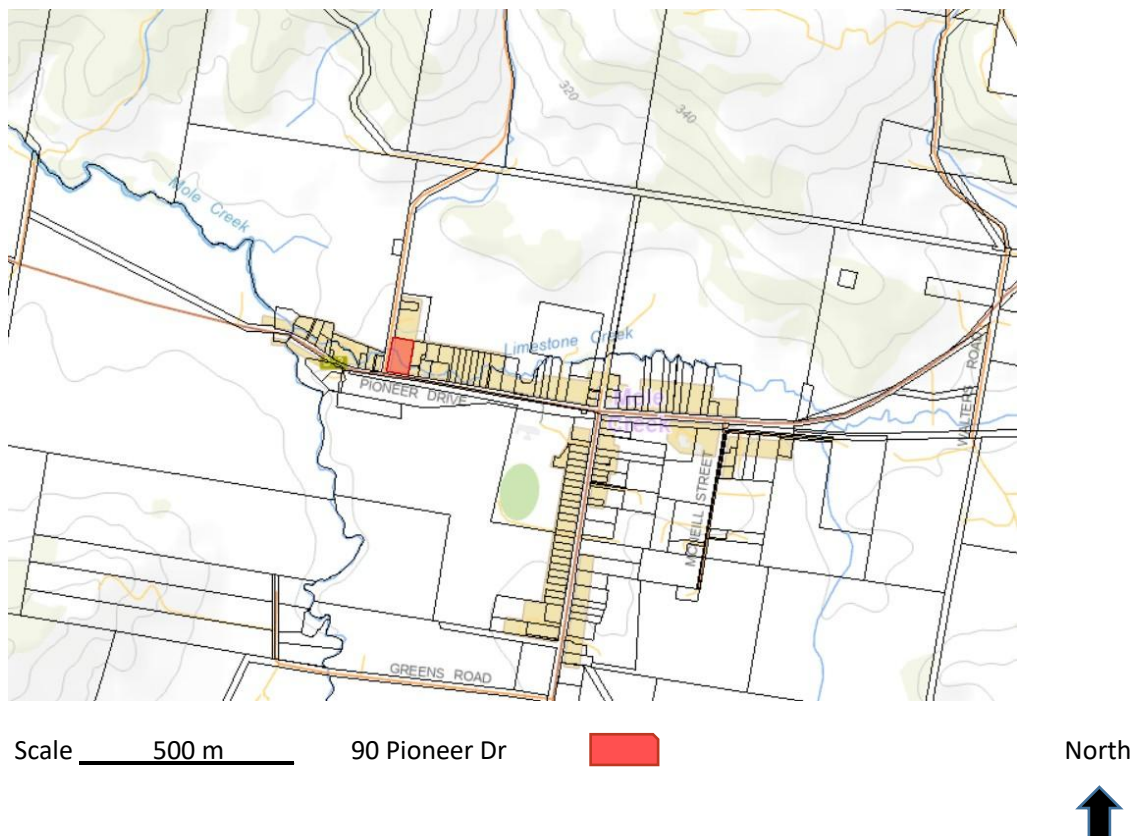 320
340
Mole Creek
Limestone Creek
PIONEER DRIVE
Mole
Creek
WALTERS ROAD
MCNEILL STREET
GREENS ROAD
Scale 500 m 90 Pioneer Dr North